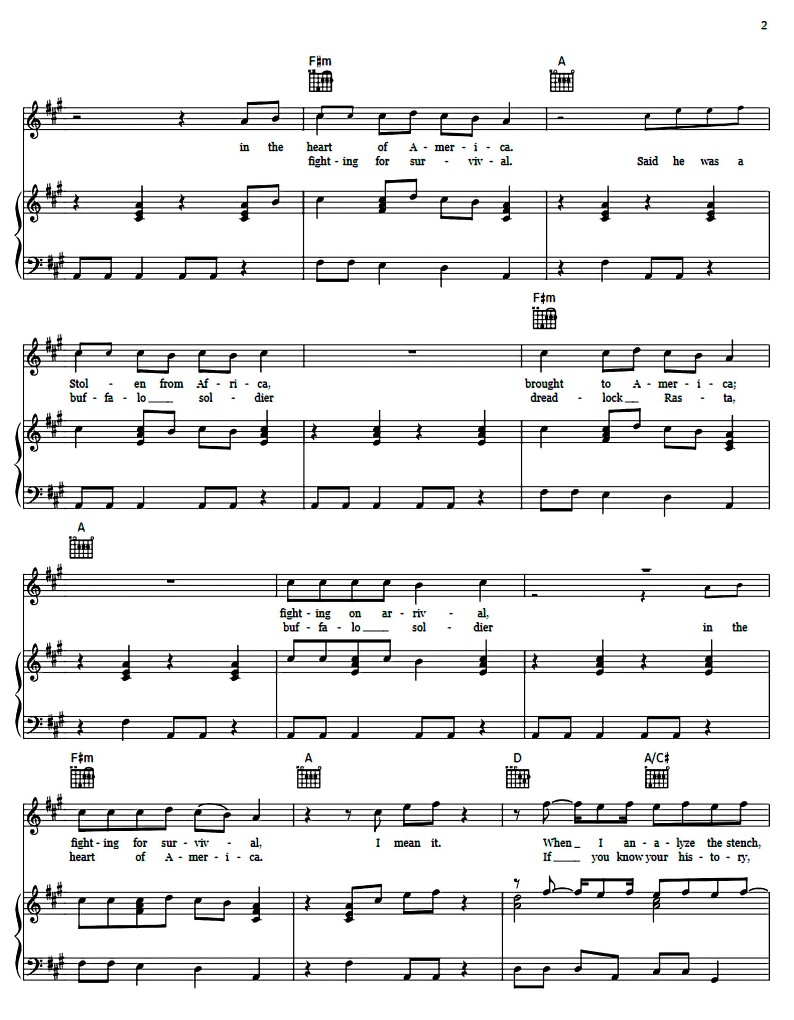 2
F♯m A
in the heart of A - mer - i - ca.
fight - ing for sur - viv - al. Said he was a
F♯m
Stol - en from Af - ri - ca, brought to A - mer - i - ca;
buf - fa - lo ___ sol - dier dread - lock __ Ras - ta,
A
fight - ing on ar - riv - al,
buf - fa - lo ___ sol - dier in the
F♯m A D A/C♯
fight - ing for sur - viv - al, I mean it. When _ I an - a - lyze the stench,
heart of A - mer - i - ca. If ___ you know your his - to - ry,